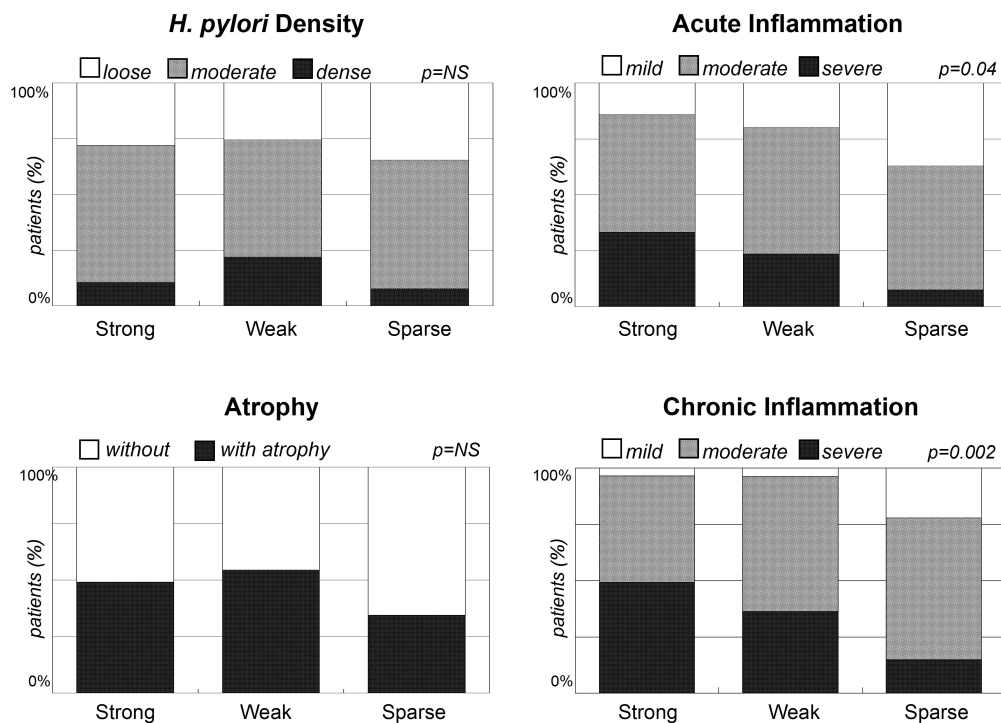 H. pylori Density
loose moderate dense p=NS
100%
patients (%)
0%
Strong Weak Sparse
Acute Inflammation
mild moderate severe p=0.04
100%
patients (%)
0%
Strong Weak Sparse
Atrophy
without with atrophy p=NS
100%
patients (%)
0%
Strong Weak Sparse
Chronic Inflammation
mild moderate severe p=0.002
100%
patients (%)
0%
Strong Weak Sparse